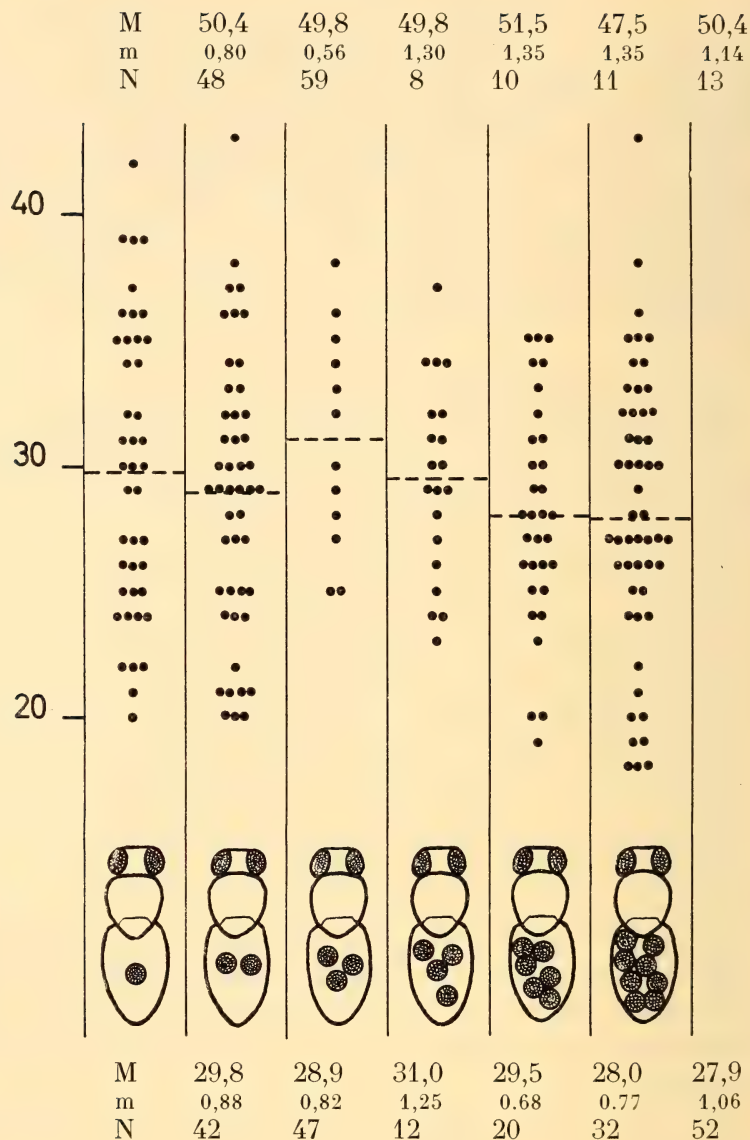 M 50,4 49,8 49,8 51,5 47,5 50,4
m 0,80 0,56 1,30 1,35 1,35 1,14
N 48 59 8 10 11 13
40
30
20
M 29,8 28,9 31,0 29,5 28,0 27,9
m 0,88 0,82 1,25 0.68 0.77 1,06
N 42 47 12 20 32 52